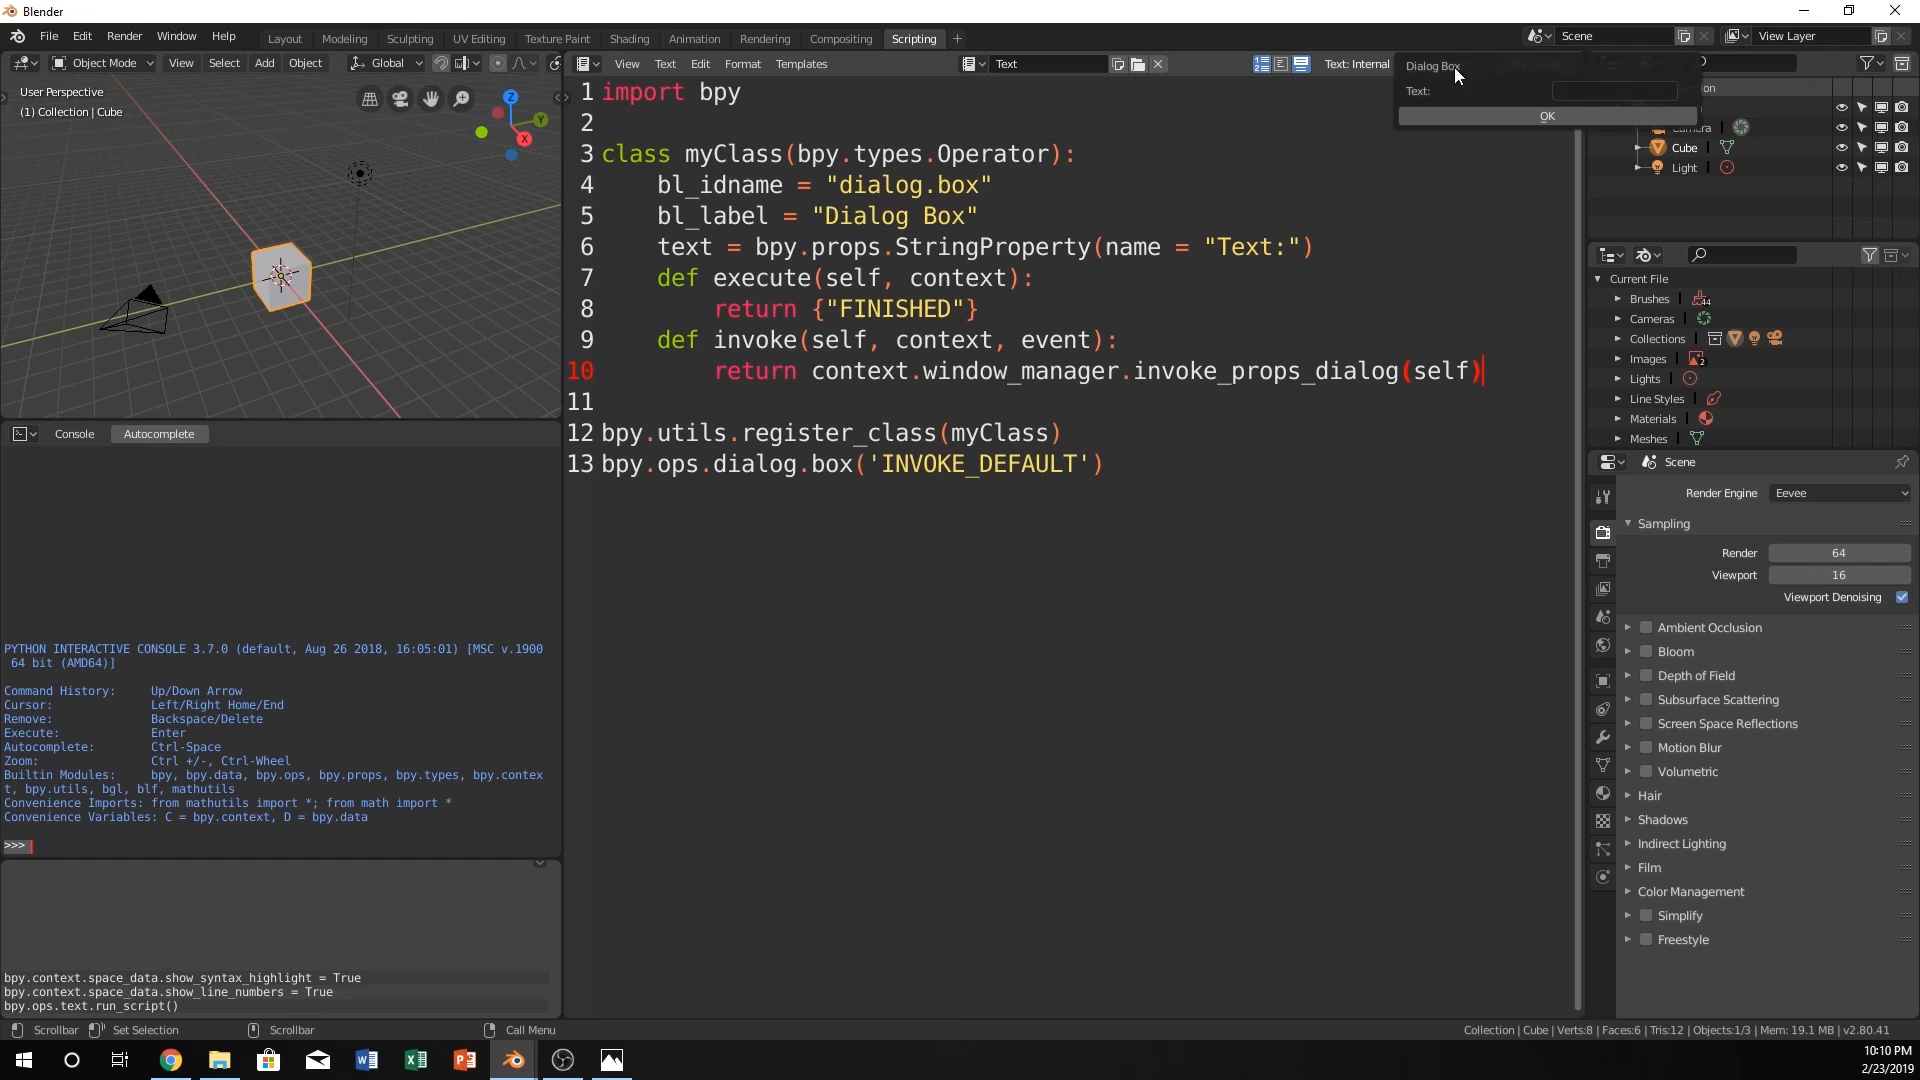 Blender
File Edit Render Window Help
Layout Modeling Sculpting UV Editing Texture Paint Shading Animation Rendering Compositing Scripting +
Scene
View Layer
Object Mode View Select Add Object Global
View Text Edit Format Templates
Text
Text: Internal
Dialog Box
Text:
OK
User Perspective
(1) Collection | Cube
Z
Y
X
1 import bpy
2
3 class myClass(bpy.types.Operator):
4     bl_idname = "dialog.box"
5     bl_label = "Dialog Box"
6     text = bpy.props.StringProperty(name = "Text:")
7     def execute(self, context):
8         return {"FINISHED"}
9     def invoke(self, context, event):
10         return context.window_manager.invoke_props_dialog(self)
11
12 bpy.utils.register_class(myClass)
13 bpy.ops.dialog.box('INVOKE_DEFAULT')
Camera
Cube
Light
Current File
Brushes 44
Cameras
Collections
Images 2
Lights
Line Styles
Materials
Meshes
Scene
Render Engine Eevee
Sampling
Render 64
Viewport 16
Viewport Denoising
Ambient Occlusion
Bloom
Depth of Field
Subsurface Scattering
Screen Space Reflections
Motion Blur
Volumetric
Hair
Shadows
Indirect Lighting
Film
Color Management
Simplify
Freestyle
Console Autocomplete
PYTHON INTERACTIVE CONSOLE 3.7.0 (default, Aug 26 2018, 16:05:01) [MSC v.1900
64 bit (AMD64)]
Command History: Up/Down Arrow
Cursor: Left/Right Home/End
Remove: Backspace/Delete
Execute: Enter
Autocomplete: Ctrl-Space
Zoom: Ctrl +/-, Ctrl-Wheel
Builtin Modules: bpy, bpy.data, bpy.ops, bpy.props, bpy.types, bpy.contex
t, bpy.utils, bgl, blf, mathutils
Convenience Imports: from mathutils import *; from math import *
Convenience Variables: C = bpy.context, D = bpy.data
>>>
bpy.context.space_data.show_syntax_highlight = True
bpy.context.space_data.show_line_numbers = True
bpy.ops.text.run_script()
Scrollbar Set Selection Scrollbar Call Menu
Collection | Cube | Verts:8 | Faces:6 | Tris:12 | Objects:1/3 | Mem: 19.1 MB | v2.80.41
10:10 PM
2/23/2019